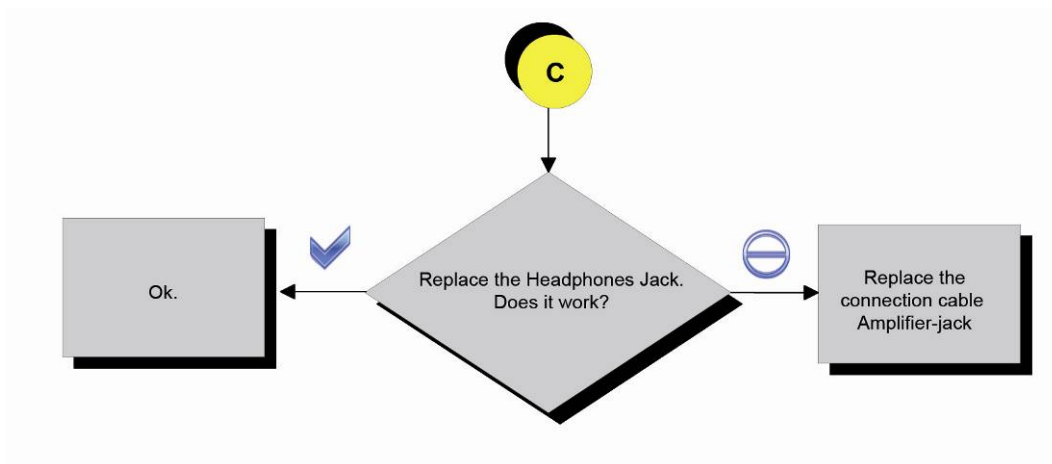 C
Ok.
Replace the Headphones Jack.
Does it work?
Replace the
connection cable
Amplifier-jack